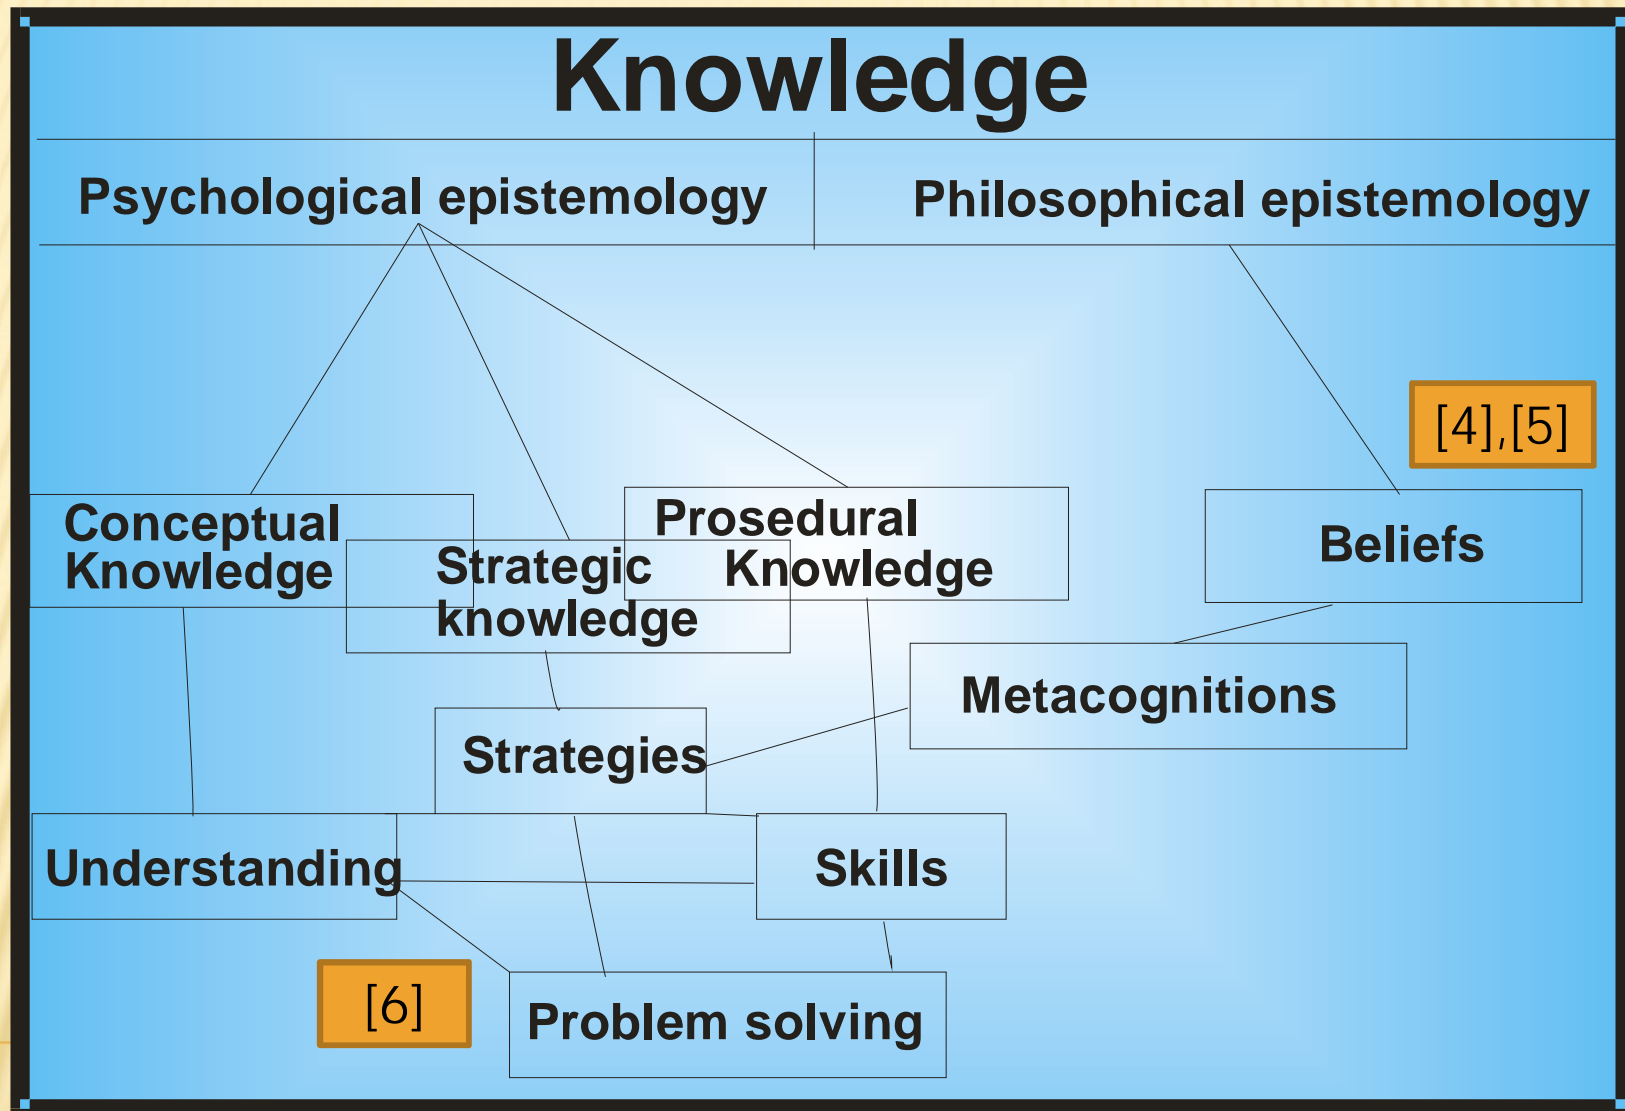 Knowledge
Psychological epistemology
Philosophical epistemology
[4],[5]
Conceptual
Knowledge
Strategic
knowledge
Prosedural
Knowledge
Beliefs
Metacognitions
Strategies
Understanding
Skills
[6]
Problem solving